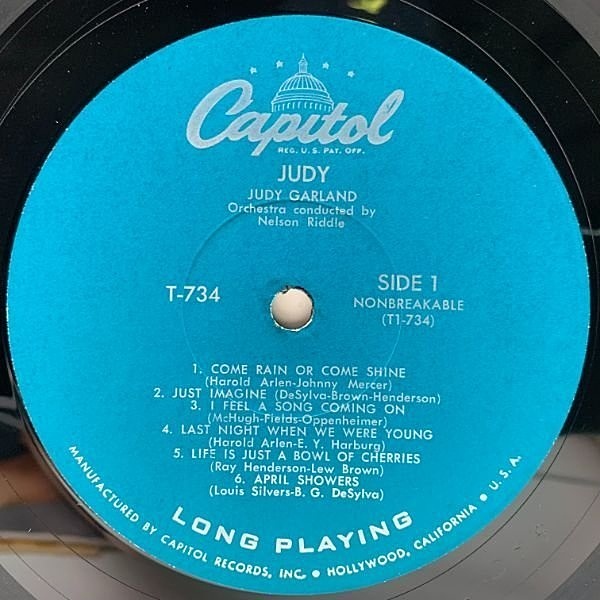 Capitol
REG. U.S. PAT. OFF.
JUDY
JUDY GARLAND
Orchestra conducted by
Nelson Riddle
T-734
SIDE 1
NONBREAKABLE
(T1-734)
1. COME RAIN OR COME SHINE
(Harold Arlen-Johnny Mercer)
2. JUST IMAGINE (DeSylva-Brown-Henderson)
3. I FEEL A SONG COMING ON
(McHugh-Fields-Oppenheimer)
4. LAST NIGHT WHEN WE WERE YOUNG
(Harold Arlen-E. Y. Harburg)
5. LIFE IS JUST A BOWL OF CHERRIES
(Ray Henderson-Lew Brown)
6. APRIL SHOWERS
(Louis Silvers-B. G. DeSylva)
LONG PLAYING
MANUFACTURED BY CAPITOL RECORDS, INC. • HOLLYWOOD, CALIFORNIA • U.S.A.